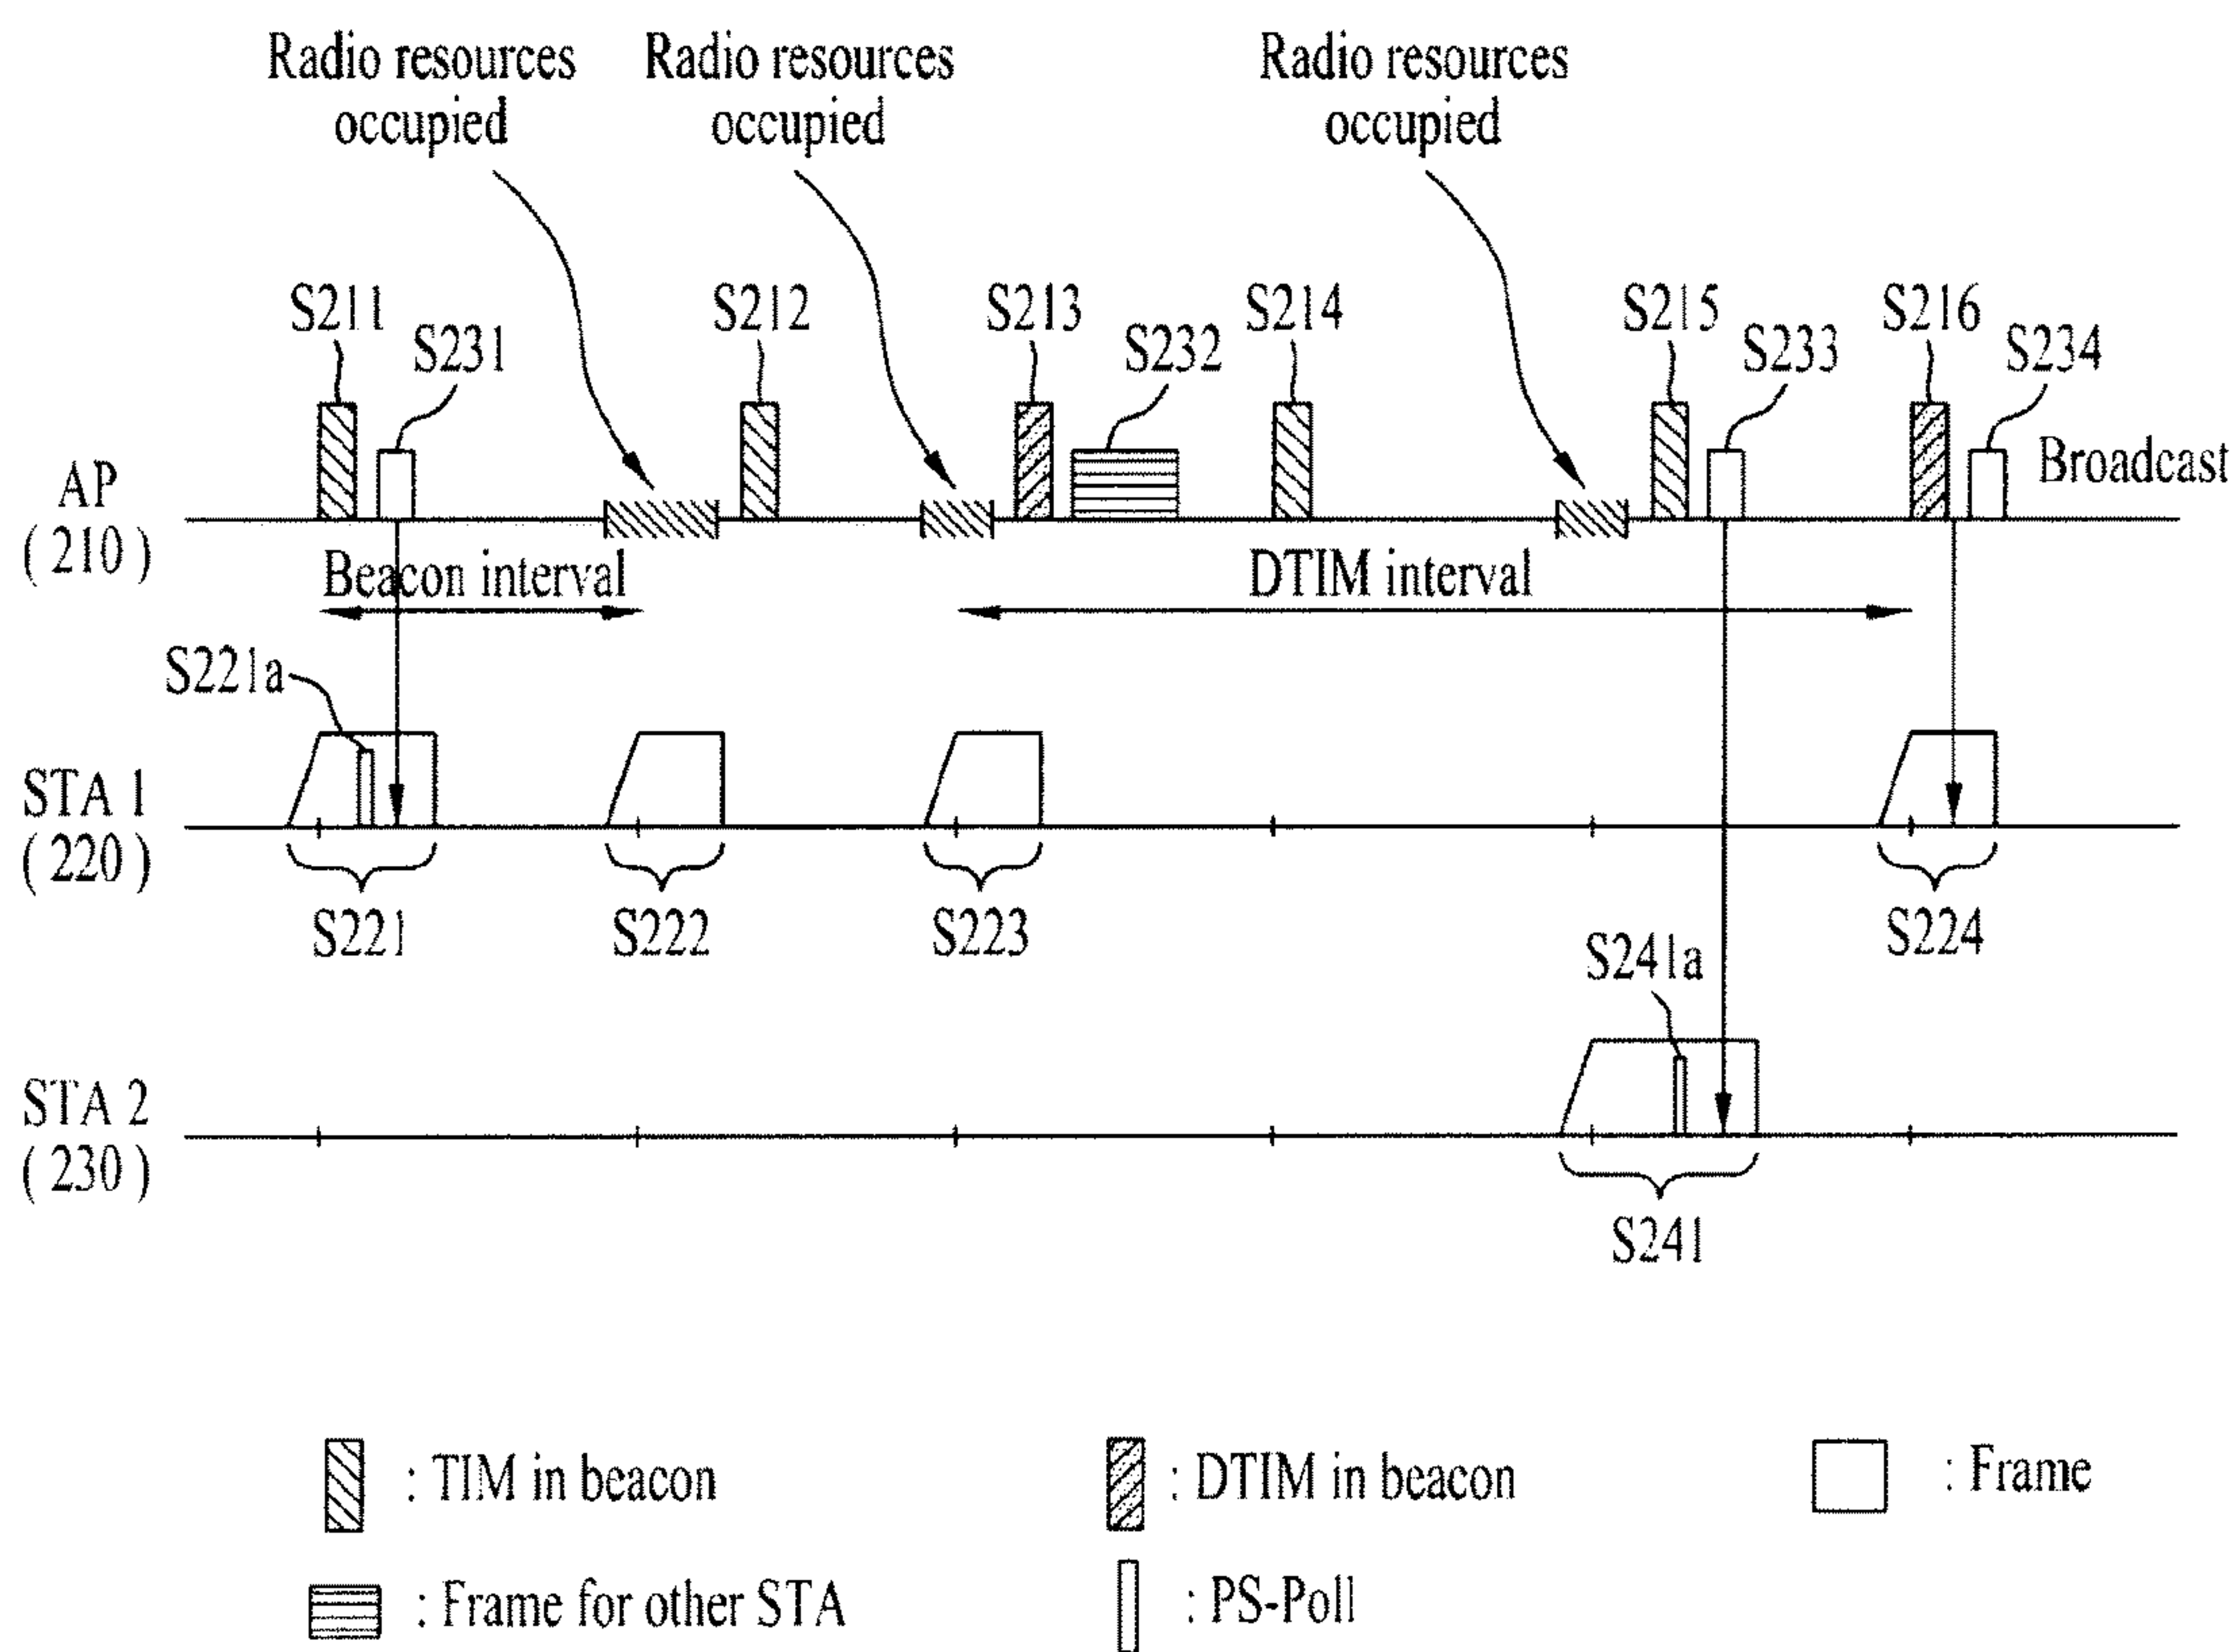 Radio resources
occupied
Radio resources
occupied
Radio resources
occupied
S211
S231
S212
S213
S232
S214
S215
S233
S216
S234
Broadcast
AP
( 210 )
Beacon interval
DTIM interval
S221a
STA 1
( 220 )
S221
S222
S223
S224
S241a
STA 2
( 230 )
S241
: TIM in beacon
: DTIM in beacon
: Frame
: Frame for other STA
: PS-Poll